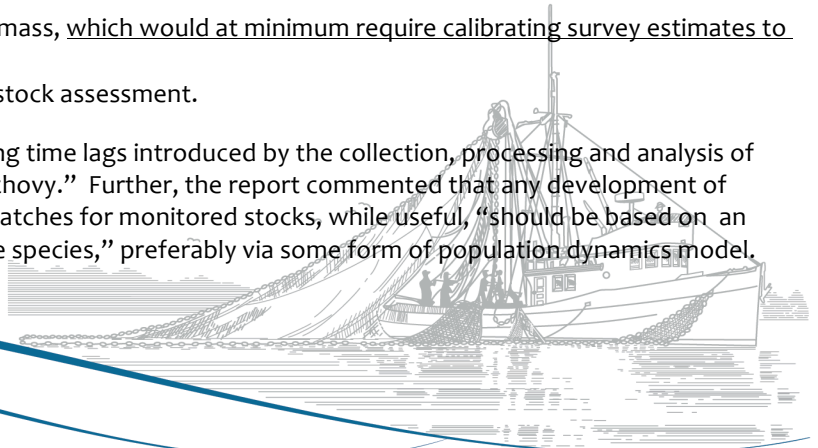 mass, which would at minimum require calibrating survey estimates to
stock assessment.
ng time lags introduced by the collection, processing and analysis of
hovy.” Further, the report commented that any development of
atches for monitored stocks, while useful, “should be based on an
e species,” preferably via some form of population dynamics model.